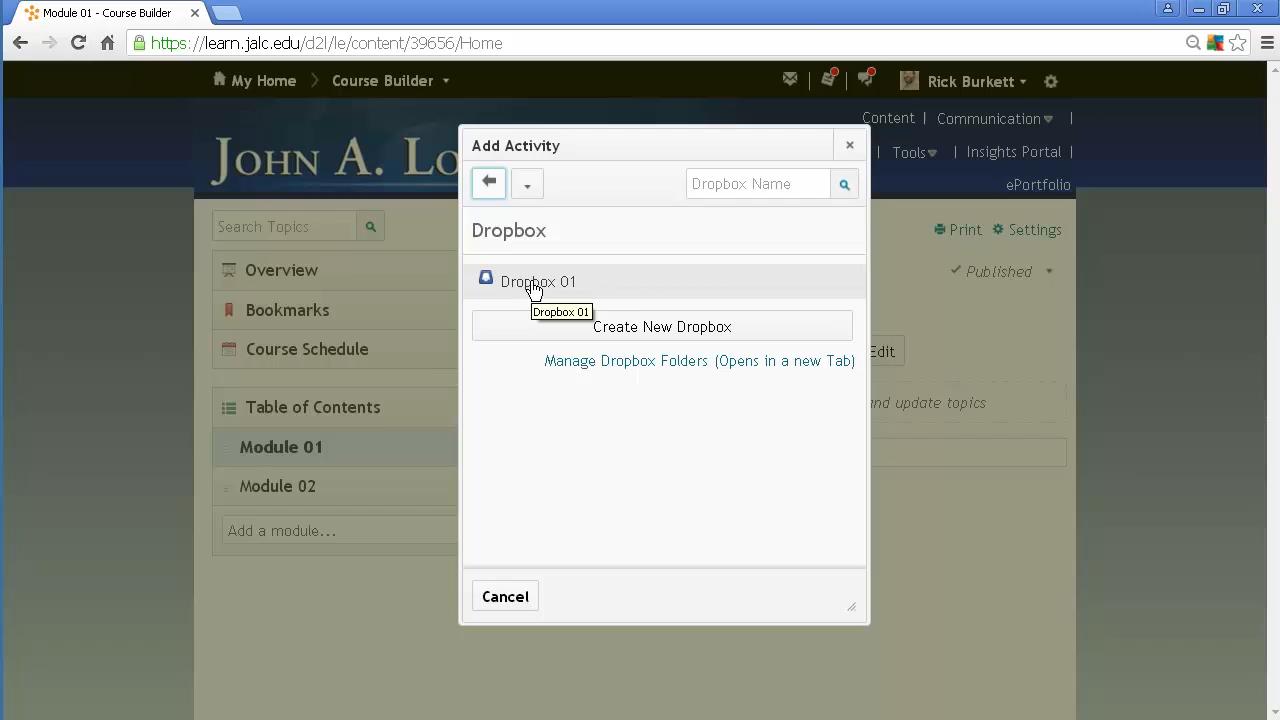 Module 01 - Course Builder
https://learn.jalc.edu/d2l/le/content/39656/Home
My Home
Course Builder
Rick Burkett
Content
Communication
Tools
Insights Portal
ePortfolio
JOHN A. LO
Add Activity
Dropbox Name
Dropbox
Dropbox 01
Dropbox 01
Create New Dropbox
Manage Dropbox Folders (Opens in a new Tab)
Cancel
Search Topics
Overview
Bookmarks
Course Schedule
Table of Contents
Module 01
Module 02
Add a module...
Print
Settings
Published
Edit
and update topics